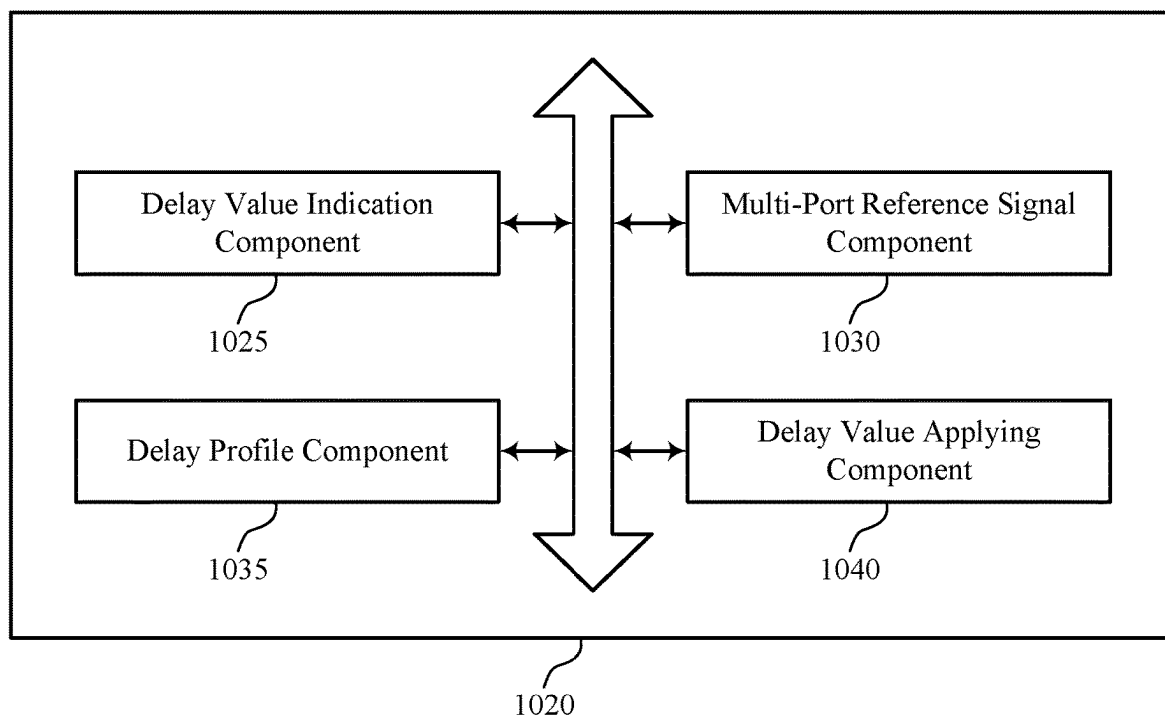 Delay Value Indication
Component
1025
Multi-Port Reference Signal
Component
1030
Delay Profile Component
1035
Delay Value Applying
Component
1040
1020